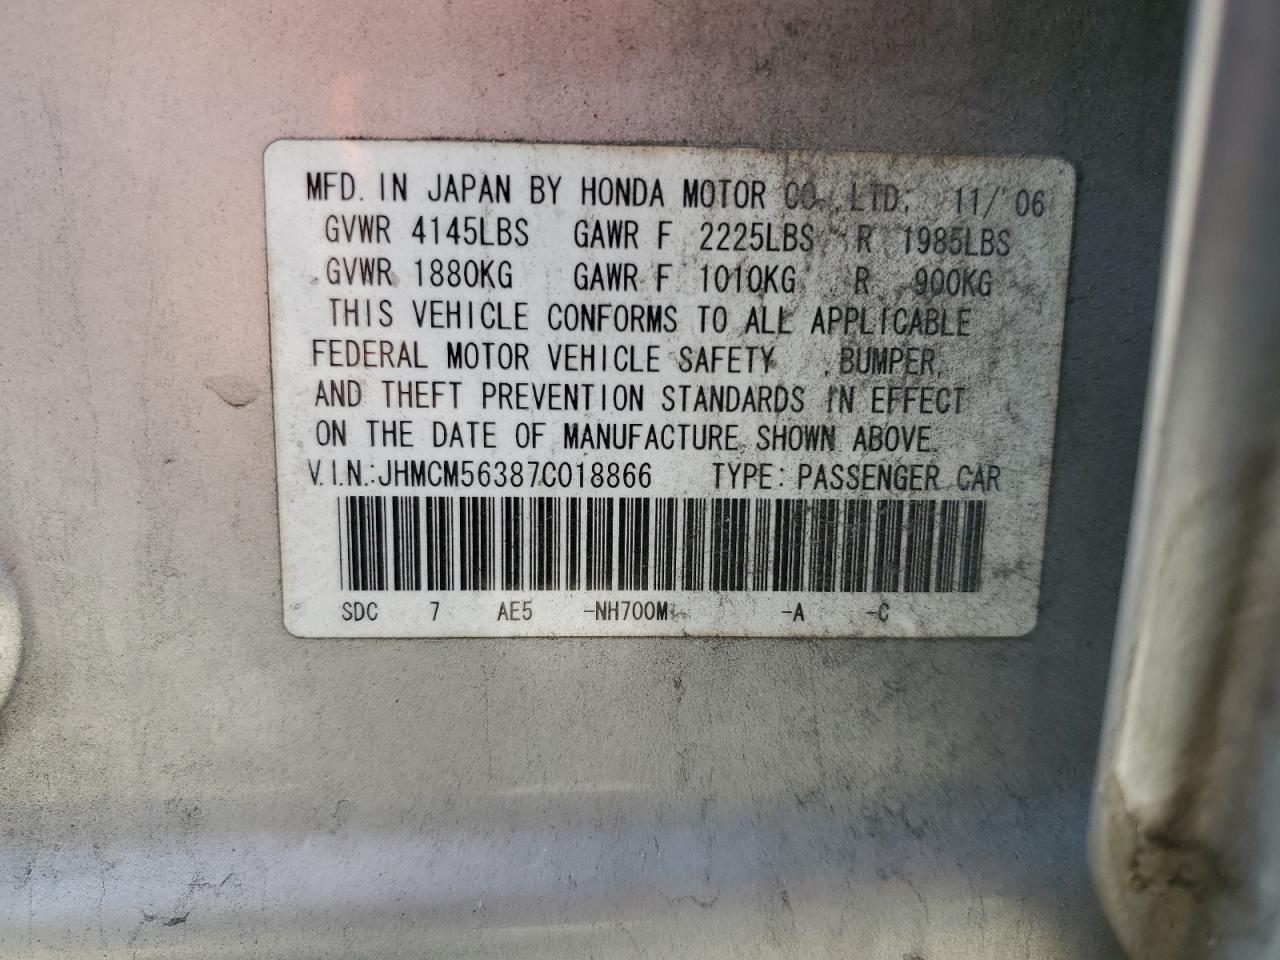 MFD. IN JAPAN BY HONDA MOTOR CO., LTD. 11/'06
GVWR 4145LBS GAWR F 2225LBS R 1985LBS
GVWR 1880KG GAWR F 1010KG R 900KG
THIS VEHICLE CONFORMS TO ALL APPLICABLE
FEDERAL MOTOR VEHICLE SAFETY , BUMPER,
AND THEFT PREVENTION STANDARDS IN EFFECT
ON THE DATE OF MANUFACTURE SHOWN ABOVE.
V.I.N.:JHMCM56387C018866 TYPE: PASSENGER CAR
SDC 7 AE5 -NH700M -A -C